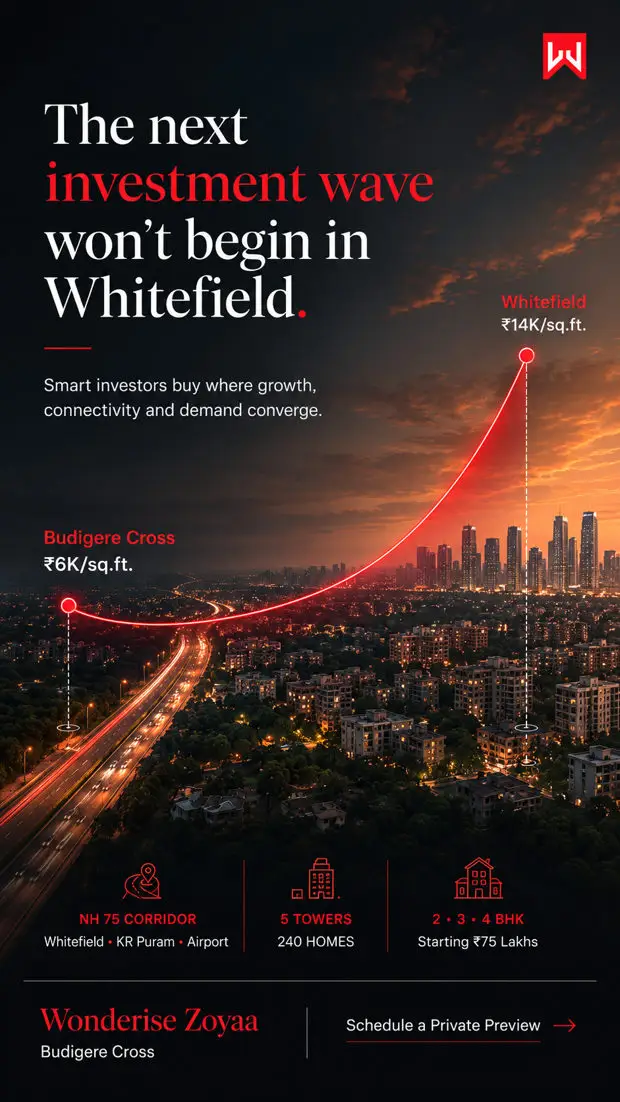 The next
investment wave
won’t begin in
Whitefield.
Smart investors buy where growth,
connectivity and demand converge.
Whitefield
₹14K/sq.ft.
Budigere Cross
₹6K/sq.ft.
NH 75 CORRIDOR
Whitefield • KR Puram • Airport
5 TOWERS
240 HOMES
2 • 3 • 4 BHK
Starting ₹75 Lakhs
Wonderise Zoyaa
Budigere Cross
Schedule a Private Preview